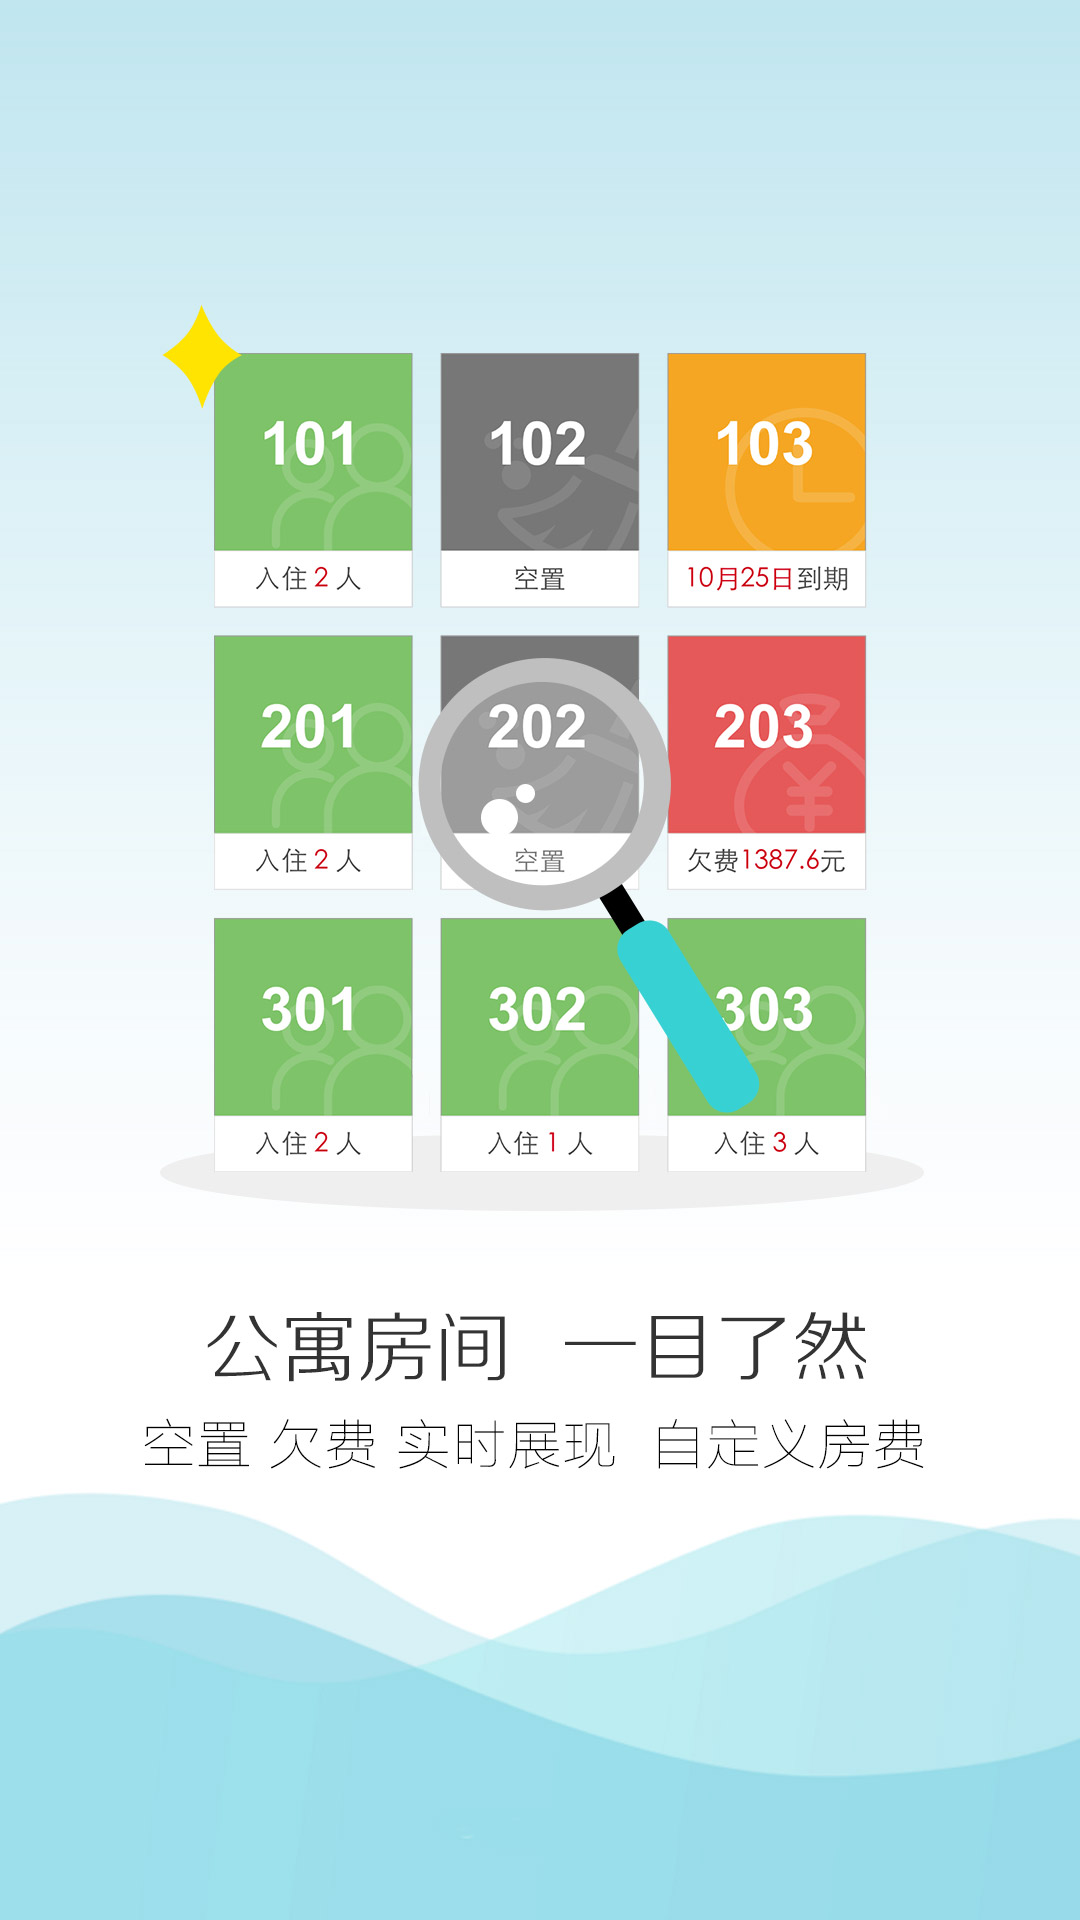 101 102 103
入住 2 人 空置 10月25日到期
201 202 203
入住 2 人 空置 欠费1387.6元
301 302 303
入住 2 人 入住 1 人 入住 3 人
公寓房间 一目了然
空置 欠费 实时展现 自定义房费